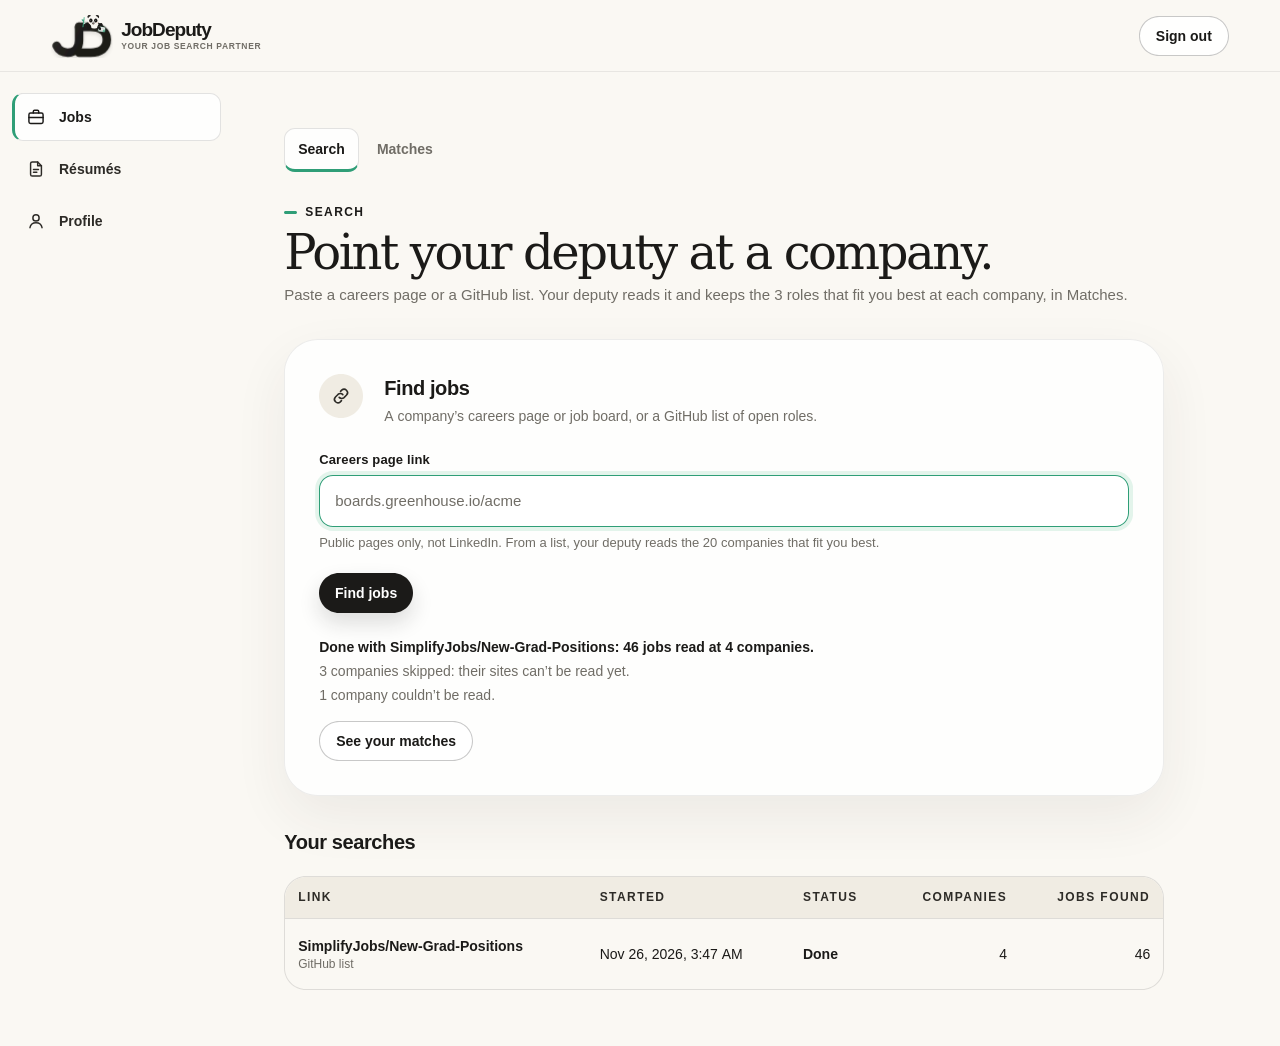 JobDeputy
YOUR JOB SEARCH PARTNER
Sign out
Jobs
Résumés
Profile
Search
Matches
SEARCH
Point your deputy at a company.
Paste a careers page or a GitHub list. Your deputy reads it and keeps the 3 roles that fit you best at each company, in Matches.
Find jobs
A company’s careers page or job board, or a GitHub list of open roles.
Careers page link
boards.greenhouse.io/acme
Public pages only, not LinkedIn. From a list, your deputy reads the 20 companies that fit you best.
Find jobs
Done with SimplifyJobs/New-Grad-Positions: 46 jobs read at 4 companies.
3 companies skipped: their sites can’t be read yet.
1 company couldn’t be read.
See your matches
Your searches
LINK STARTED STATUS COMPANIES JOBS FOUND
SimplifyJobs/New-Grad-Positions Nov 26, 2026, 3:47 AM Done 4 46
GitHub list